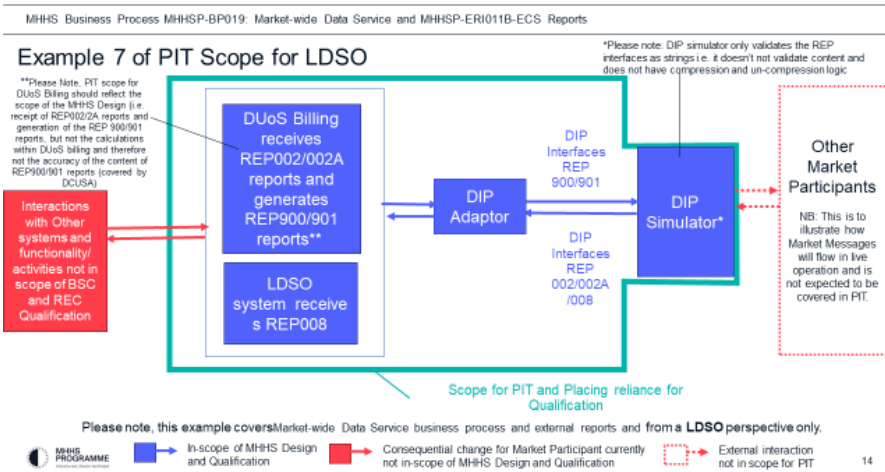 MHHS Business Process MHHSP-BP019: Market-wide Data Service and MHHSP-ERI011B-ECS Reports
Example 7 of PIT Scope for LDSO
*Please note: DIP simulator only validates the REP
interfaces as strings i.e. it doesn't not validate content and
does not have compression and un-compression logic
**Please Note, PIT scope for
DUoS Billing should reflect the
scope of the MHHS Design (i.e.
receipt of REP002/2A reports and
generation of the REP 900/901
reports, but not the calculations
within DUoS billing and therefore
not the accuracy of the content of
REP900/901 reports (covered by
DCUSA)
Interactions
with Other
systems and
functionality/
activities not in
scope of BSC
and REC
Qualification
DUoS Billing
receives
REP002/002A
reports and
generates
REP900/901
reports**
LDSO
system receive
s REP008
DIP
Adaptor
DIP
Interfaces
REP
900/901
DIP
Interfaces
REP
002/002A
/008
DIP
Simulator*
Other
Market
Participants
NB: This is to
illustrate how
Market Messages
will flow in live
operation and is
not expected to be
covered in PIT.
Scope for PIT and Placing reliance for
Qualification
Please note, this example coversMarket-wide Data Service business process and external reports and from a LDSO perspective only.
MHHS
PROGRAMME
In-scope of MHHS Design
and Qualification
Consequential change for Market Participant currently
not in-scope of MHHS Design and Qualification
External interaction
not in scope for PIT
14